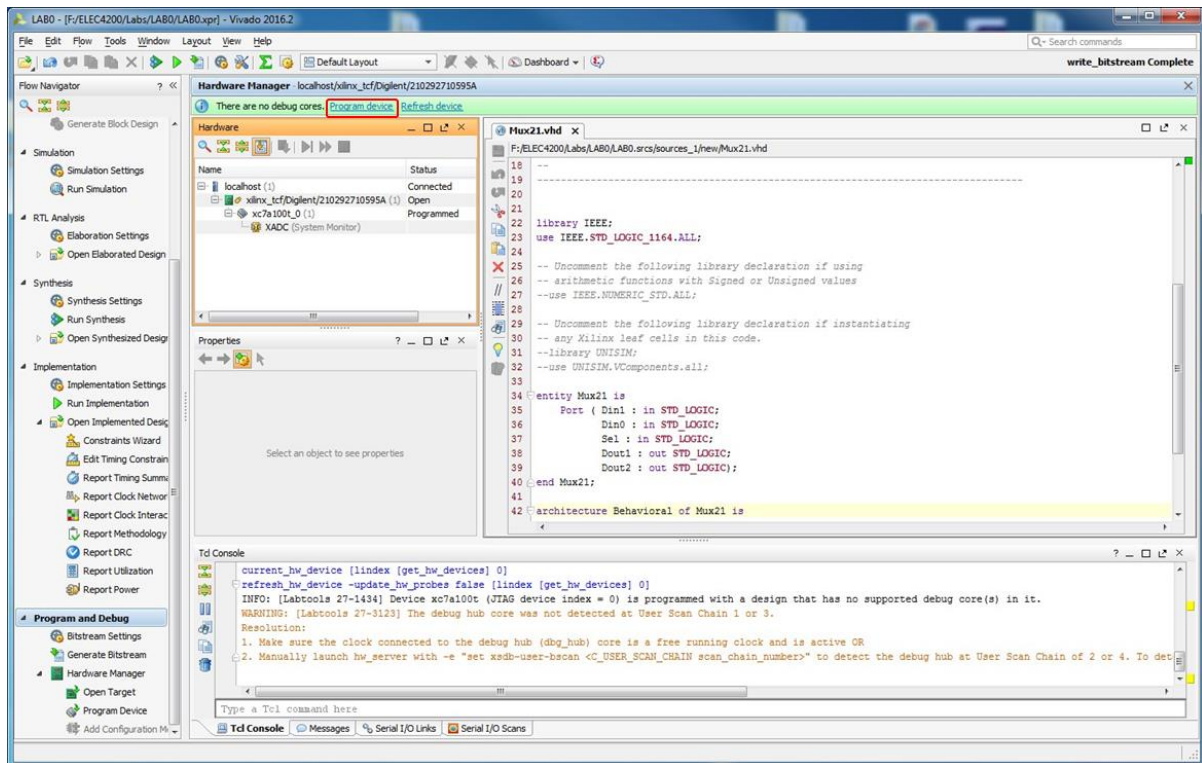 LAB0 - [F:/ELEC4200/Labs/LAB0/LAB0.xpr] - Vivado 2016.2
File Edit Flow Tools Window Layout View Help
Q- Search commands
Default Layout
Dashboard
write_bitstream Complete
Flow Navigator
Generate Block Design
Simulation
Simulation Settings
Run Simulation
RTL Analysis
Elaboration Settings
Open Elaborated Design
Synthesis
Synthesis Settings
Run Synthesis
Open Synthesized Design
Implementation
Implementation Settings
Run Implementation
Open Implemented Desig
Constraints Wizard
Edit Timing Constrain
Report Timing Summa
Report Clock Networ
Report Clock Interac
Report Methodology
Report DRC
Report Utilization
Report Power
Program and Debug
Bitstream Settings
Generate Bitstream
Hardware Manager
Open Target
Program Device
Add Configuration M
Hardware Manager - localhost/xilinx_tcf/Digilent/210292710595A
There are no debug cores. Program device Refresh device
Hardware
Name Status
localhost (1) Connected
xilinx_tcf/Digilent/210292710595A (1) Open
xc7a100t_0 (1) Programmed
XADC (System Monitor)
Properties
Select an object to see properties
Mux21.vhd
F:/ELEC4200/Labs/LAB0/LAB0.srcs/sources_1/new/Mux21.vhd
18 --
19 ----------------------------------------------------------------------------------
20
21
22 library IEEE;
23 use IEEE.STD_LOGIC_1164.ALL;
24
25 -- Uncomment the following library declaration if using
26 -- arithmetic functions with Signed or Unsigned values
27 --use IEEE.NUMERIC_STD.ALL;
28
29 -- Uncomment the following library declaration if instantiating
30 -- any Xilinx leaf cells in this code.
31 --library UNISIM;
32 --use UNISIM.VComponents.all;
33
34 entity Mux21 is
35 Port ( Din1 : in STD_LOGIC;
36 Din0 : in STD_LOGIC;
37 Sel : in STD_LOGIC;
38 Dout1 : out STD_LOGIC;
39 Dout2 : out STD_LOGIC);
40 end Mux21;
41
42 architecture Behavioral of Mux21 is
Tcl Console
current_hw_device [lindex [get_hw_devices] 0]
refresh_hw_device -update_hw_probes false [lindex [get_hw_devices] 0]
INFO: [Labtools 27-1434] Device xc7a100t (JTAG device index = 0) is programmed with a design that has no supported debug core(s) in it.
WARNING: [Labtools 27-3123] The debug hub core was not detected at User Scan Chain 1 or 3.
Resolution:
1. Make sure the clock connected to the debug hub (dbg_hub) core is a free running clock and is active OR
2. Manually launch hw_server with -e "set xsdb-user-bscan <C_USER_SCAN_CHAIN scan_chain_number>" to detect the debug hub at User Scan Chain of 2 or 4. To det
Type a Tcl command here
Tcl Console Messages Serial I/O Links Serial I/O Scans